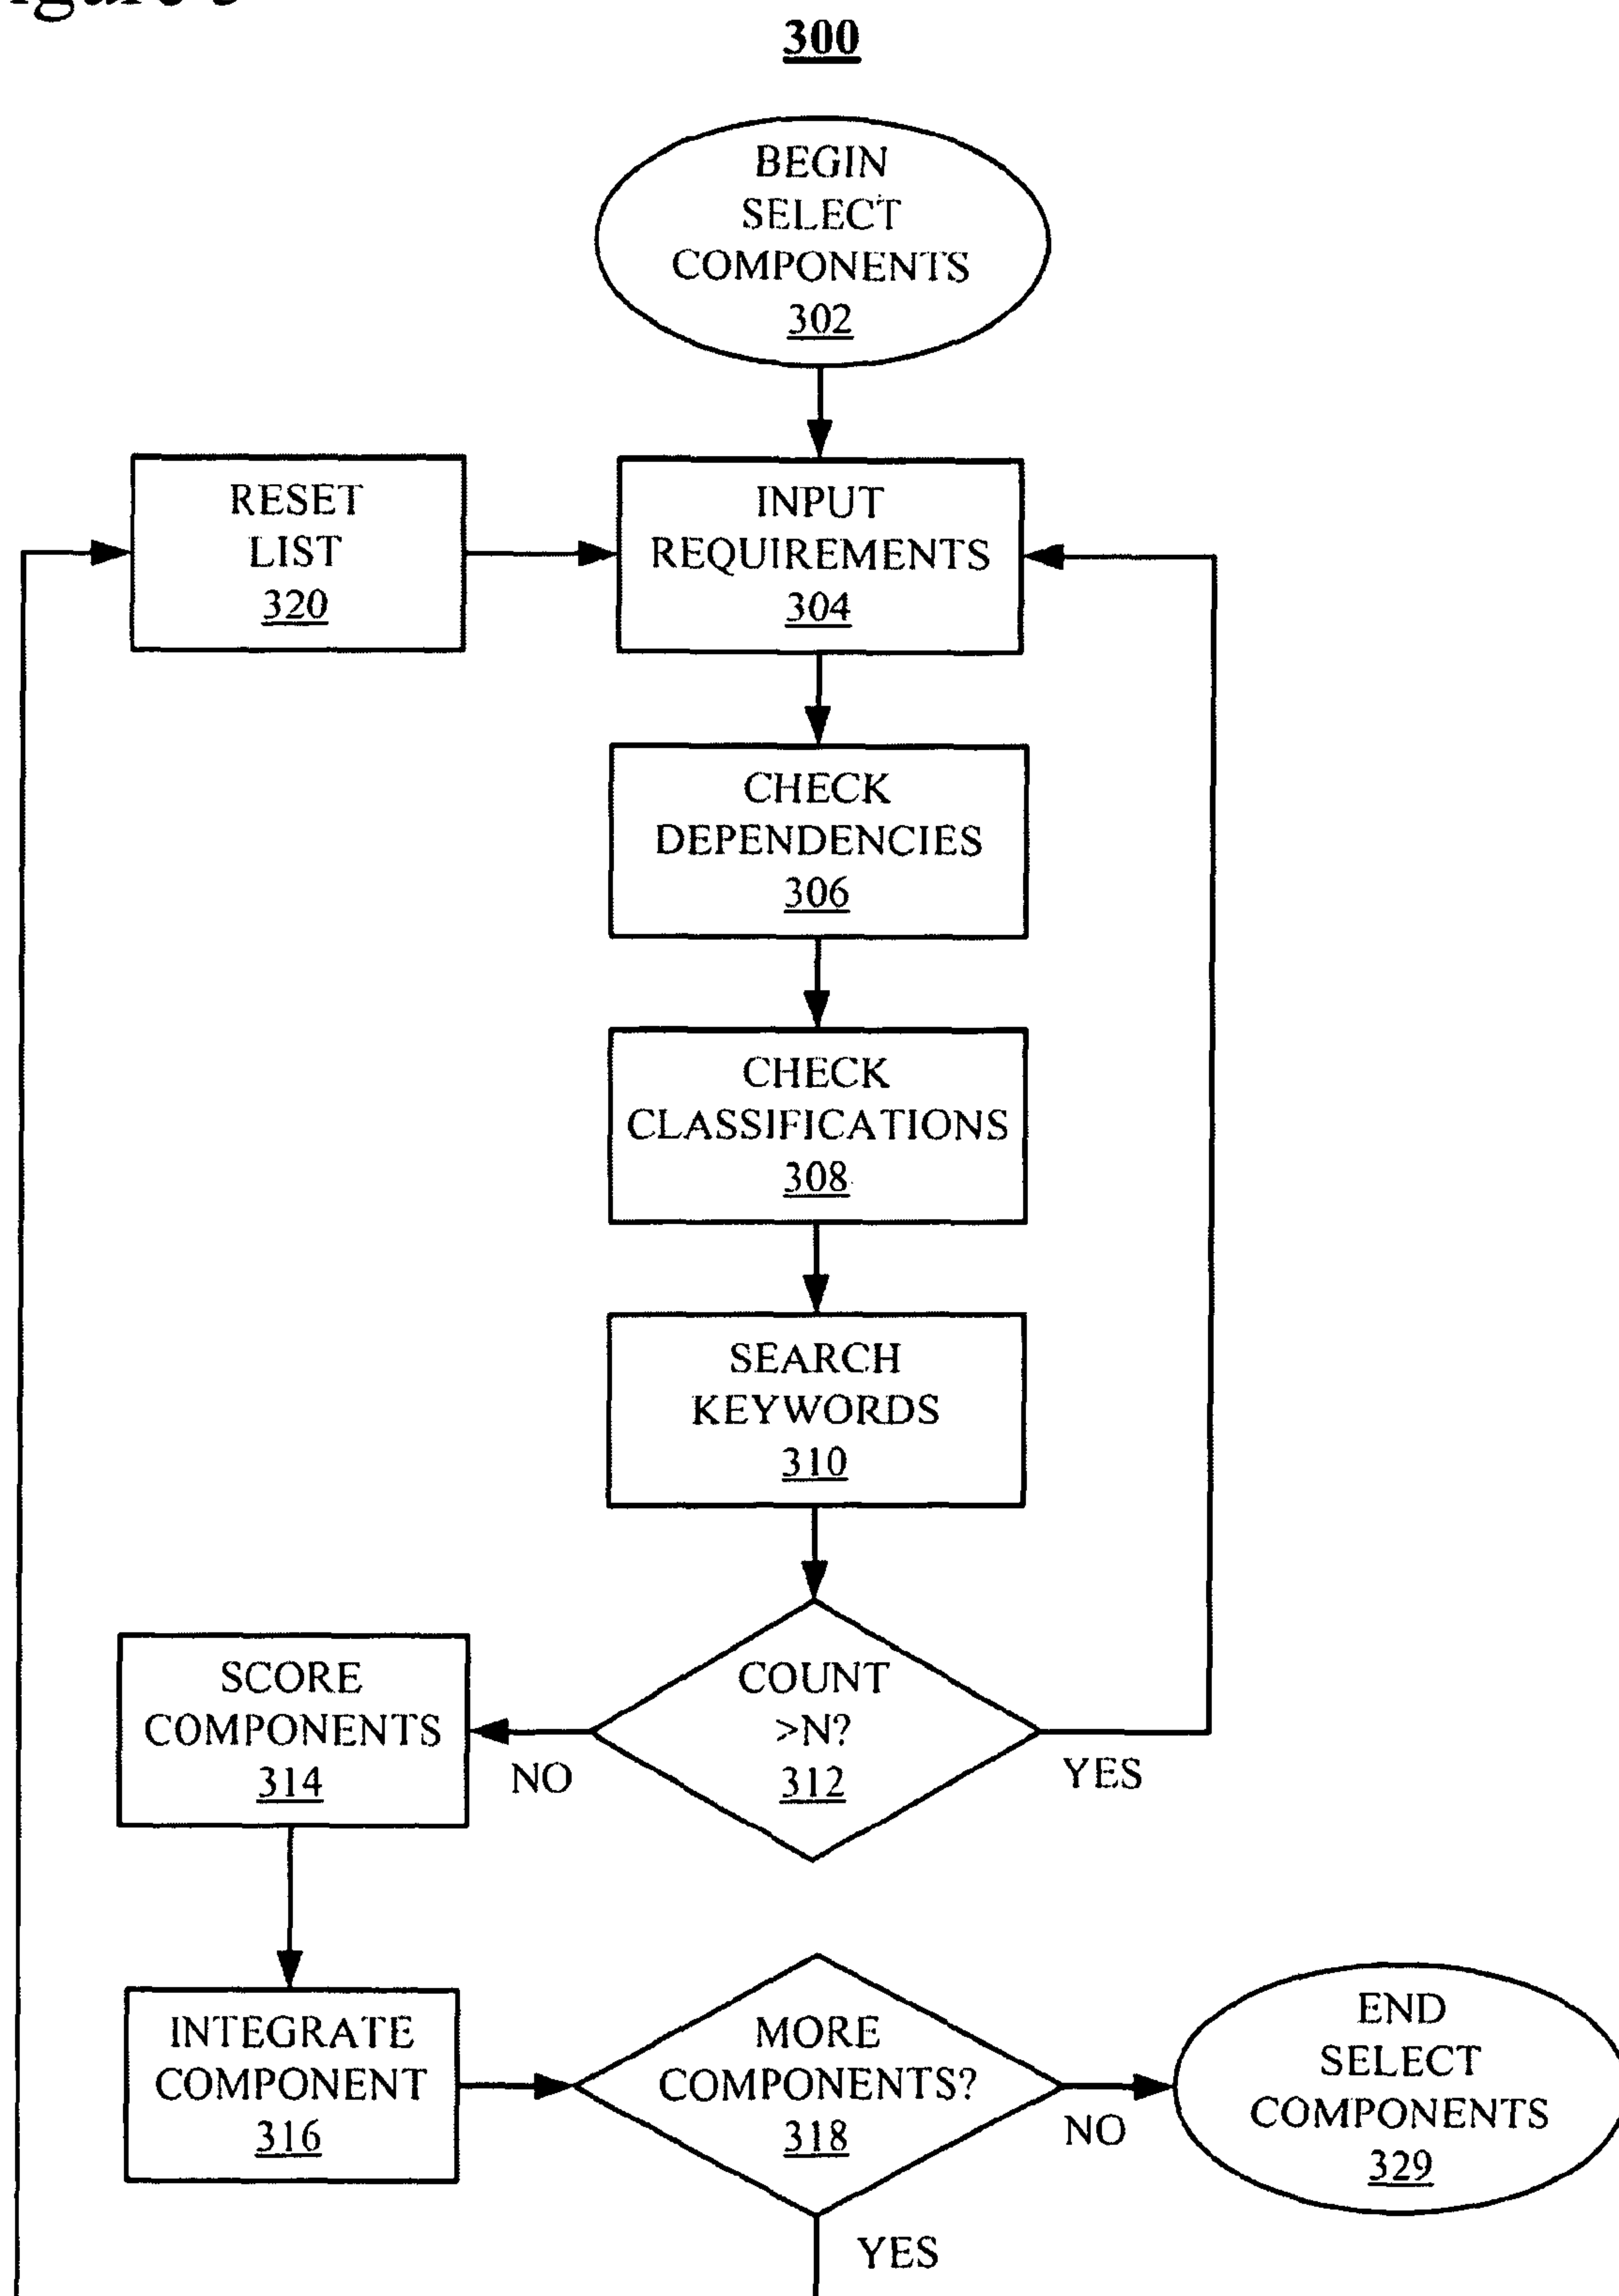 300
BEGIN
SELECT
COMPONENTS
302
RESET
LIST
320
INPUT
REQUIREMENTS
304
CHECK
DEPENDENCIES
306
CHECK
CLASSIFICATIONS
308
SEARCH
KEYWORDS
310
COUNT
>N?
312
NO
YES
SCORE
COMPONENTS
314
INTEGRATE
COMPONENT
316
MORE
COMPONENTS?
318
NO
YES
END
SELECT
COMPONENTS
329